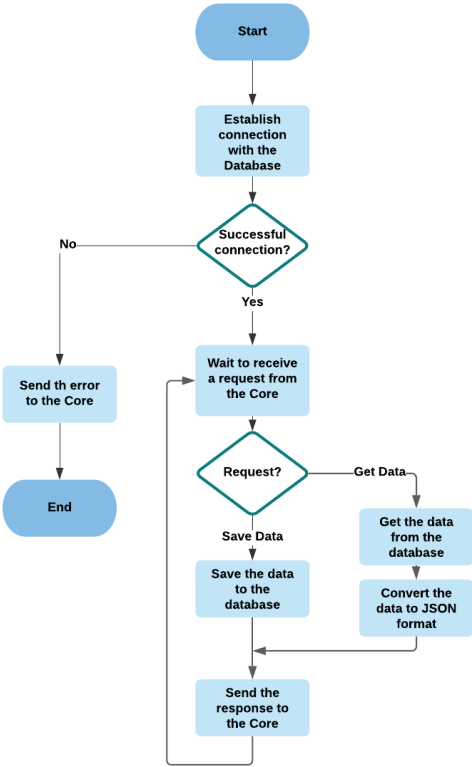 Start
Establish
connection
with the
Database
Successful
connection?
No
Yes
Send th error
to the Core
End
Wait to receive
a request from
the Core
Request?
Get Data
Save Data
Get the data
from the
database
Convert the
data to JSON
format
Save the data
to the
database
Send the
response to
the Core